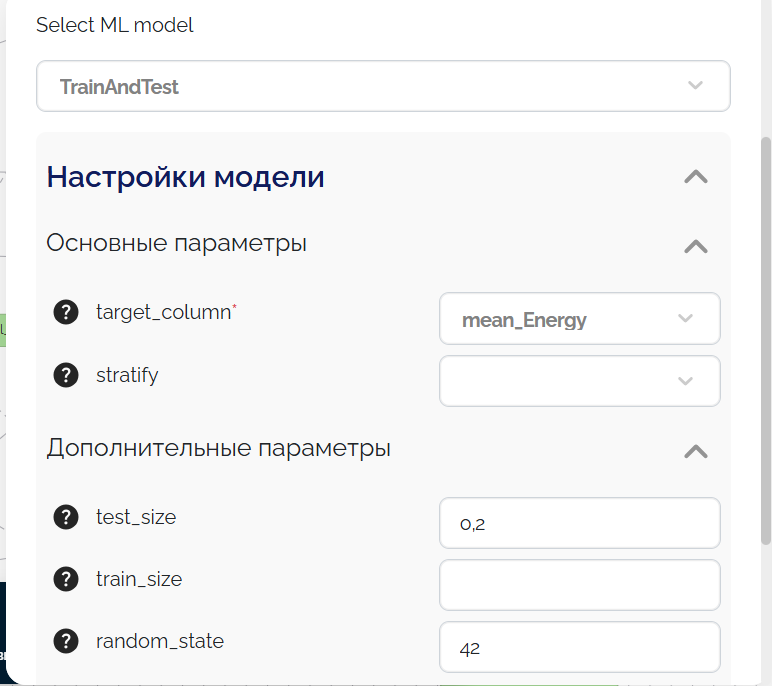 Select ML model
TrainAndTest
Настройки модели
Основные параметры
? target_column* mean_Energy
? stratify
Дополнительные параметры
? test_size 0,2
? train_size
? random_state 42